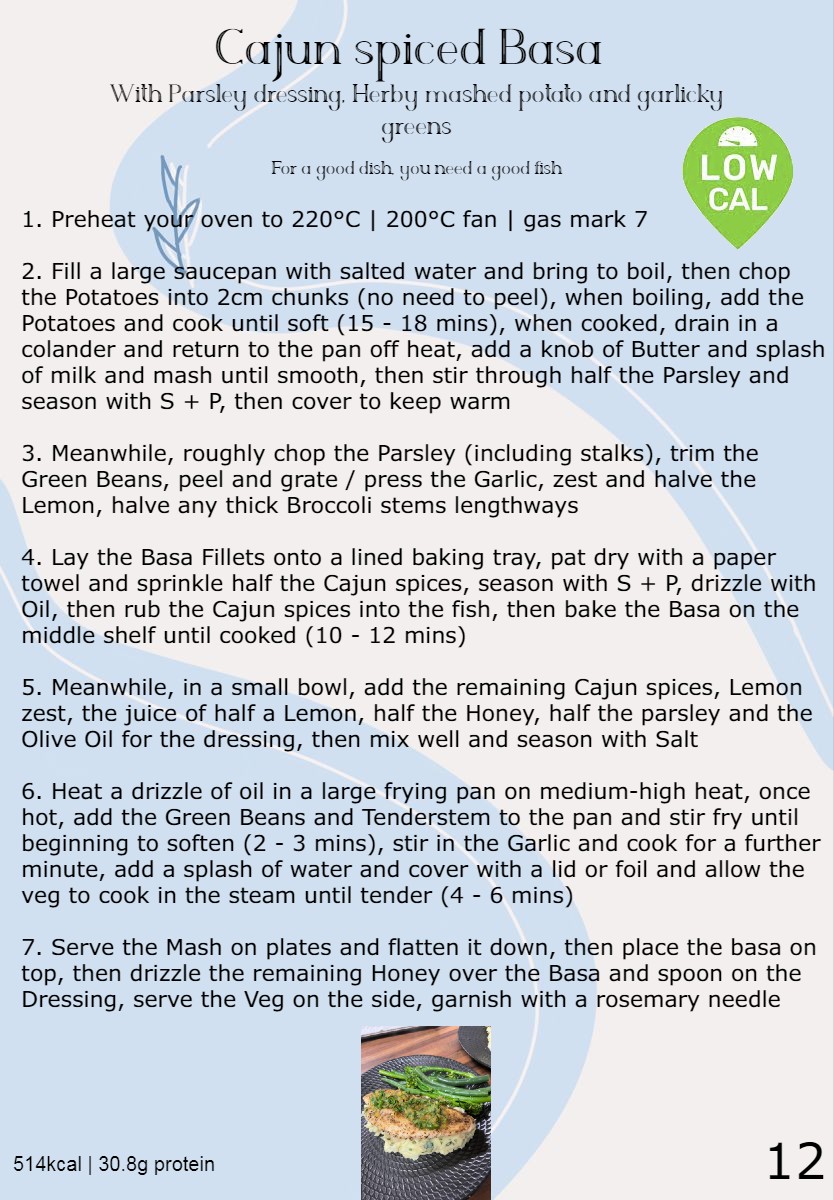 Cajun spiced Basa
With Parsley dressing, Herby mashed potato and garlicky
greens
For a good dish, you need a good fish
LOW
CAL
1. Preheat your oven to 220°C | 200°C fan | gas mark 7
2. Fill a large saucepan with salted water and bring to boil, then chop
the Potatoes into 2cm chunks (no need to peel), when boiling, add the
Potatoes and cook until soft (15 - 18 mins), when cooked, drain in a
colander and return to the pan off heat, add a knob of Butter and splash
of milk and mash until smooth, then stir through half the Parsley and
season with S + P, then cover to keep warm
3. Meanwhile, roughly chop the Parsley (including stalks), trim the
Green Beans, peel and grate / press the Garlic, zest and halve the
Lemon, halve any thick Broccoli stems lengthways
4. Lay the Basa Fillets onto a lined baking tray, pat dry with a paper
towel and sprinkle half the Cajun spices, season with S + P, drizzle with
Oil, then rub the Cajun spices into the fish, then bake the Basa on the
middle shelf until cooked (10 - 12 mins)
5. Meanwhile, in a small bowl, add the remaining Cajun spices, Lemon
zest, the juice of half a Lemon, half the Honey, half the parsley and the
Olive Oil for the dressing, then mix well and season with Salt
6. Heat a drizzle of oil in a large frying pan on medium-high heat, once
hot, add the Green Beans and Tenderstem to the pan and stir fry until
beginning to soften (2 - 3 mins), stir in the Garlic and cook for a further
minute, add a splash of water and cover with a lid or foil and allow the
veg to cook in the steam until tender (4 - 6 mins)
7. Serve the Mash on plates and flatten it down, then place the basa on
top, then drizzle the remaining Honey over the Basa and spoon on the
Dressing, serve the Veg on the side, garnish with a rosemary needle
514kcal | 30.8g protein
12